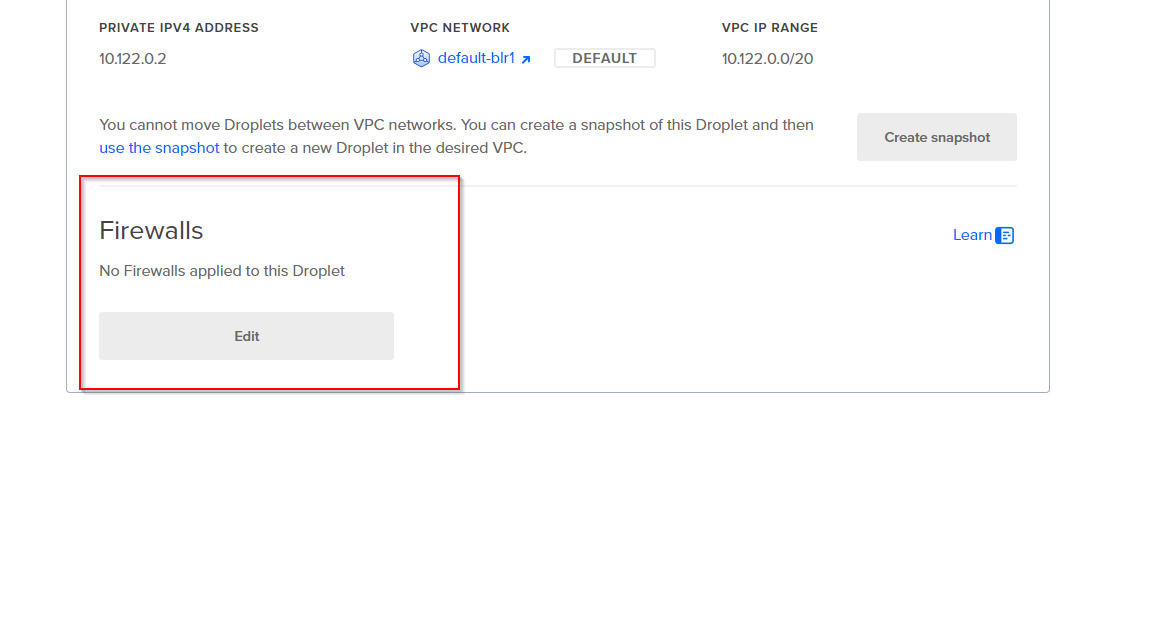 PRIVATE IPV4 ADDRESS
VPC NETWORK
VPC IP RANGE
10.122.0.2
default-blr1
DEFAULT
10.122.0.0/20
You cannot move Droplets between VPC networks. You can create a snapshot of this Droplet and then
use the snapshot to create a new Droplet in the desired VPC.
Create snapshot
Firewalls
Learn
No Firewalls applied to this Droplet
Edit